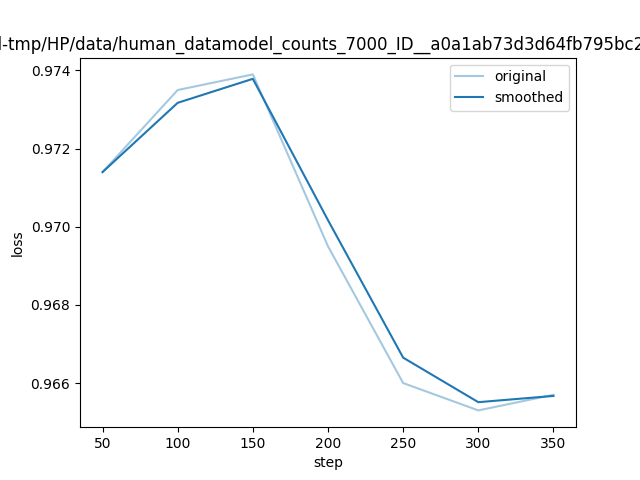 l-tmp/HP/data/human_datamodel_counts_7000_ID__a0a1ab73d3d64fb795bc2
original
smoothed
0.974
0.972
0.970
0.968
0.966
loss
50 100 150 200 250 300 350
step